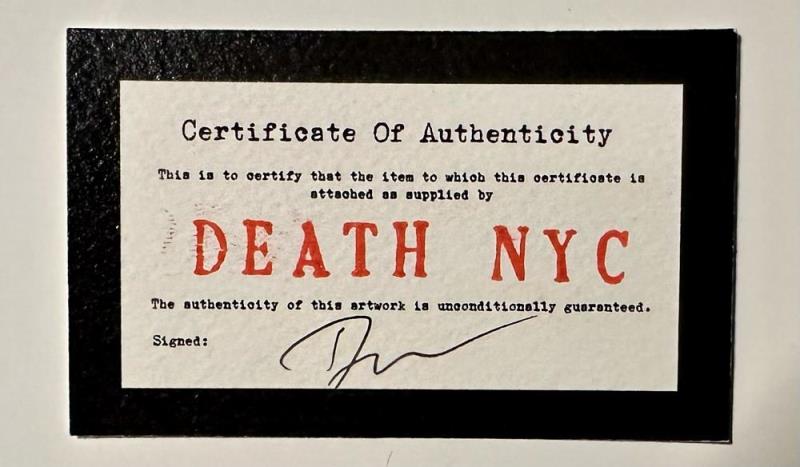 Certificate Of Authenticity
This is to certify that the item to which this certificate is
attached as supplied by
DEATH NYC
The authenticity of this artwork is unconditionally guaranteed.
Signed: